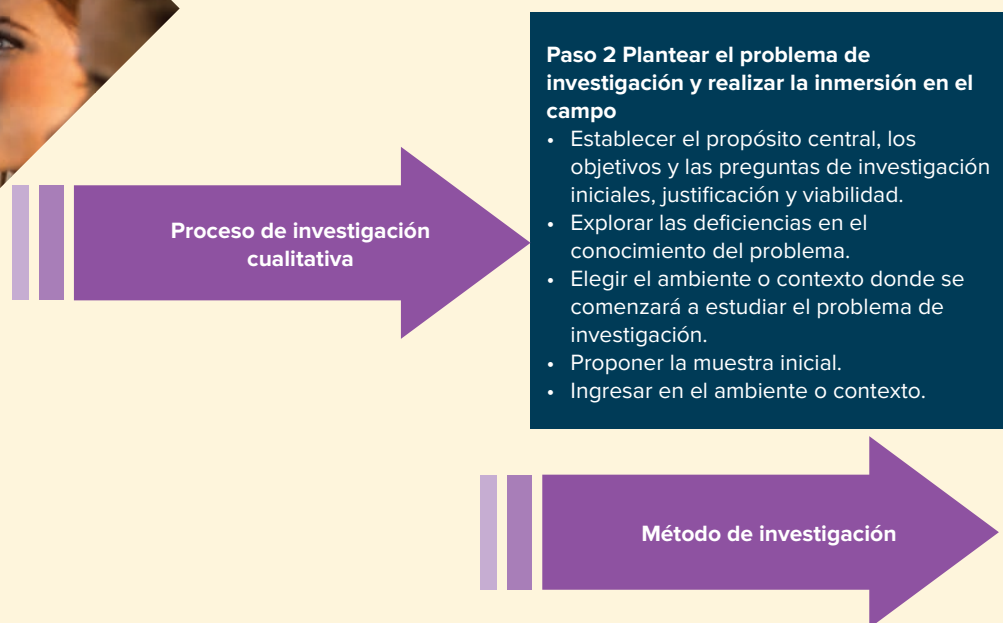 Paso 2 Plantear el problema de
investigación y realizar la inmersión en el
campo
• Establecer el propósito central, los
objetivos y las preguntas de investigación
iniciales, justificación y viabilidad.
• Explorar las deficiencias en el
conocimiento del problema.
• Elegir el ambiente o contexto donde se
comenzará a estudiar el problema de
investigación.
• Proponer la muestra inicial.
• Ingresar en el ambiente o contexto.
Proceso de investigación
cualitativa
Método de investigación